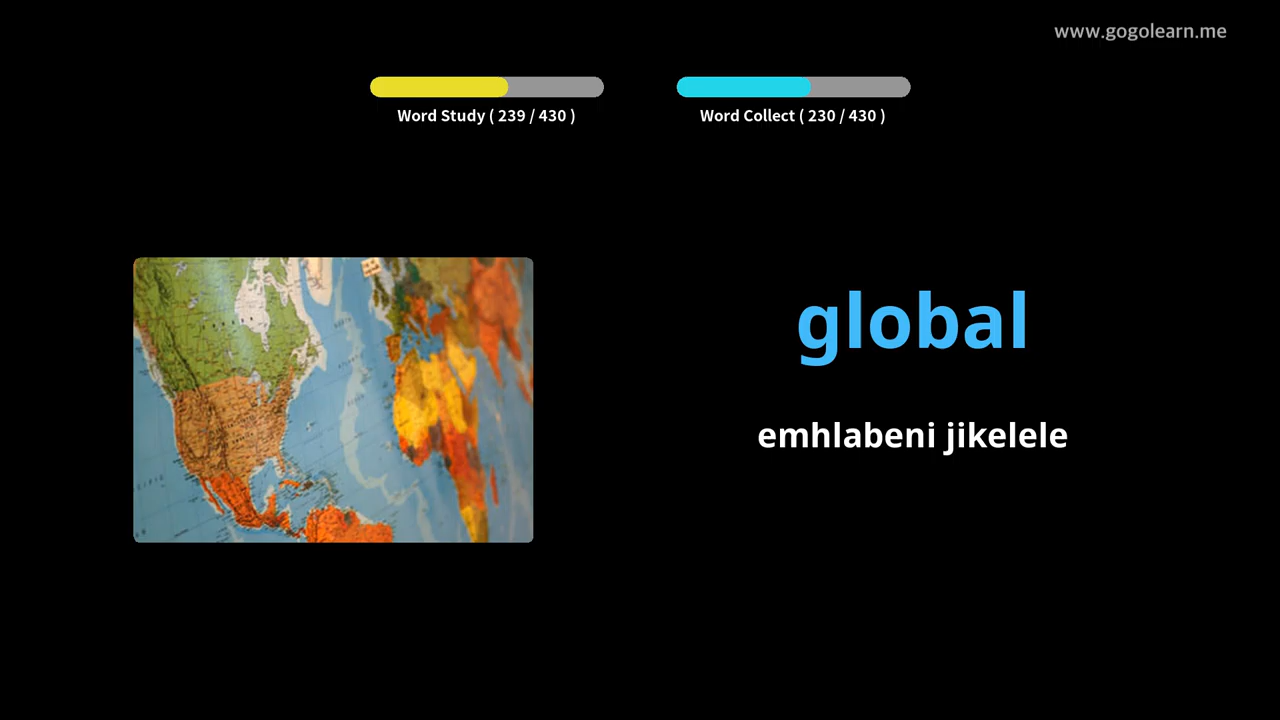 www.gogolearn.me
Word Study ( 239 / 430 )
Word Collect ( 230 / 430 )
global
emhlabeni jikelele